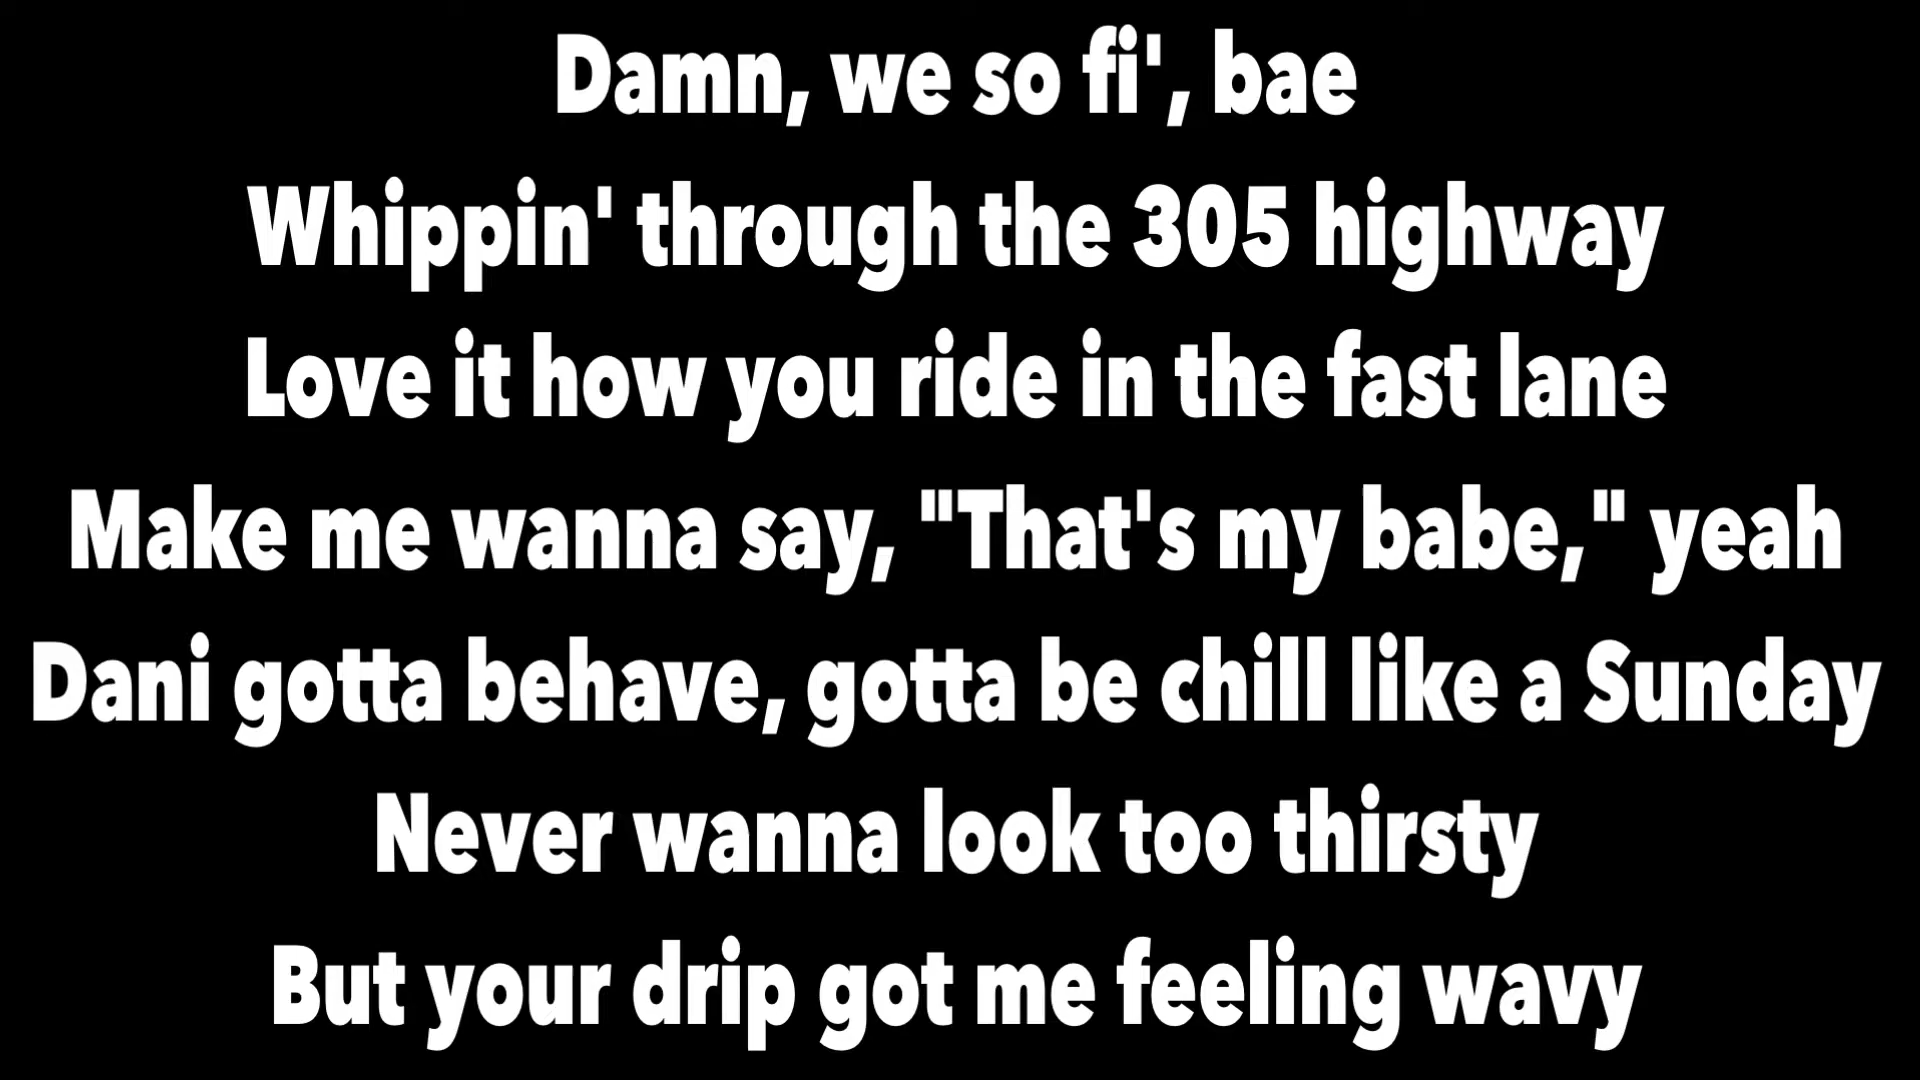 Damn, we so fi', bae
Whippin' through the 305 highway
Love it how you ride in the fast lane
Make me wanna say, "That's my babe," yeah
Dani gotta behave, gotta be chill like a Sunday
Never wanna look too thirsty
But your drip got me feeling wavy